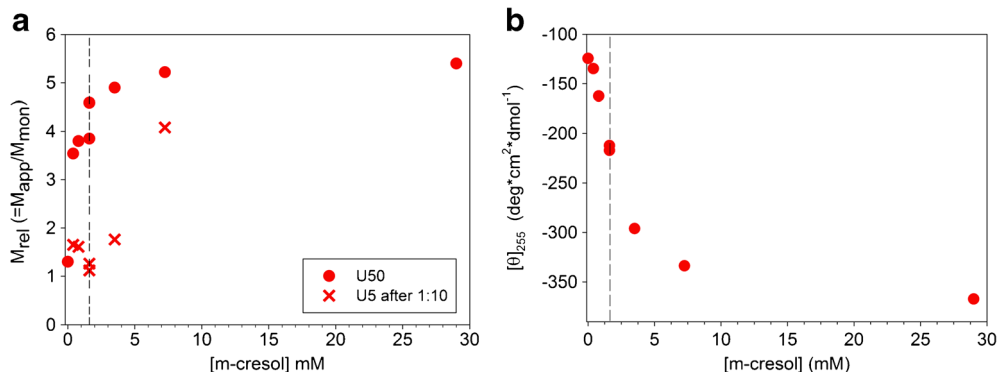 a
M_rel (=M_app/M_mon)
6
5
4
3
2
1
0
0 5 10 15 20 25 30
[m-cresol] mM
U50
U5 after 1:10
b
[θ]_255 (deg*cm^2*dmol^-1)
-100
-150
-200
-250
-300
-350
0 5 10 15 20 25 30
[m-cresol] (mM)